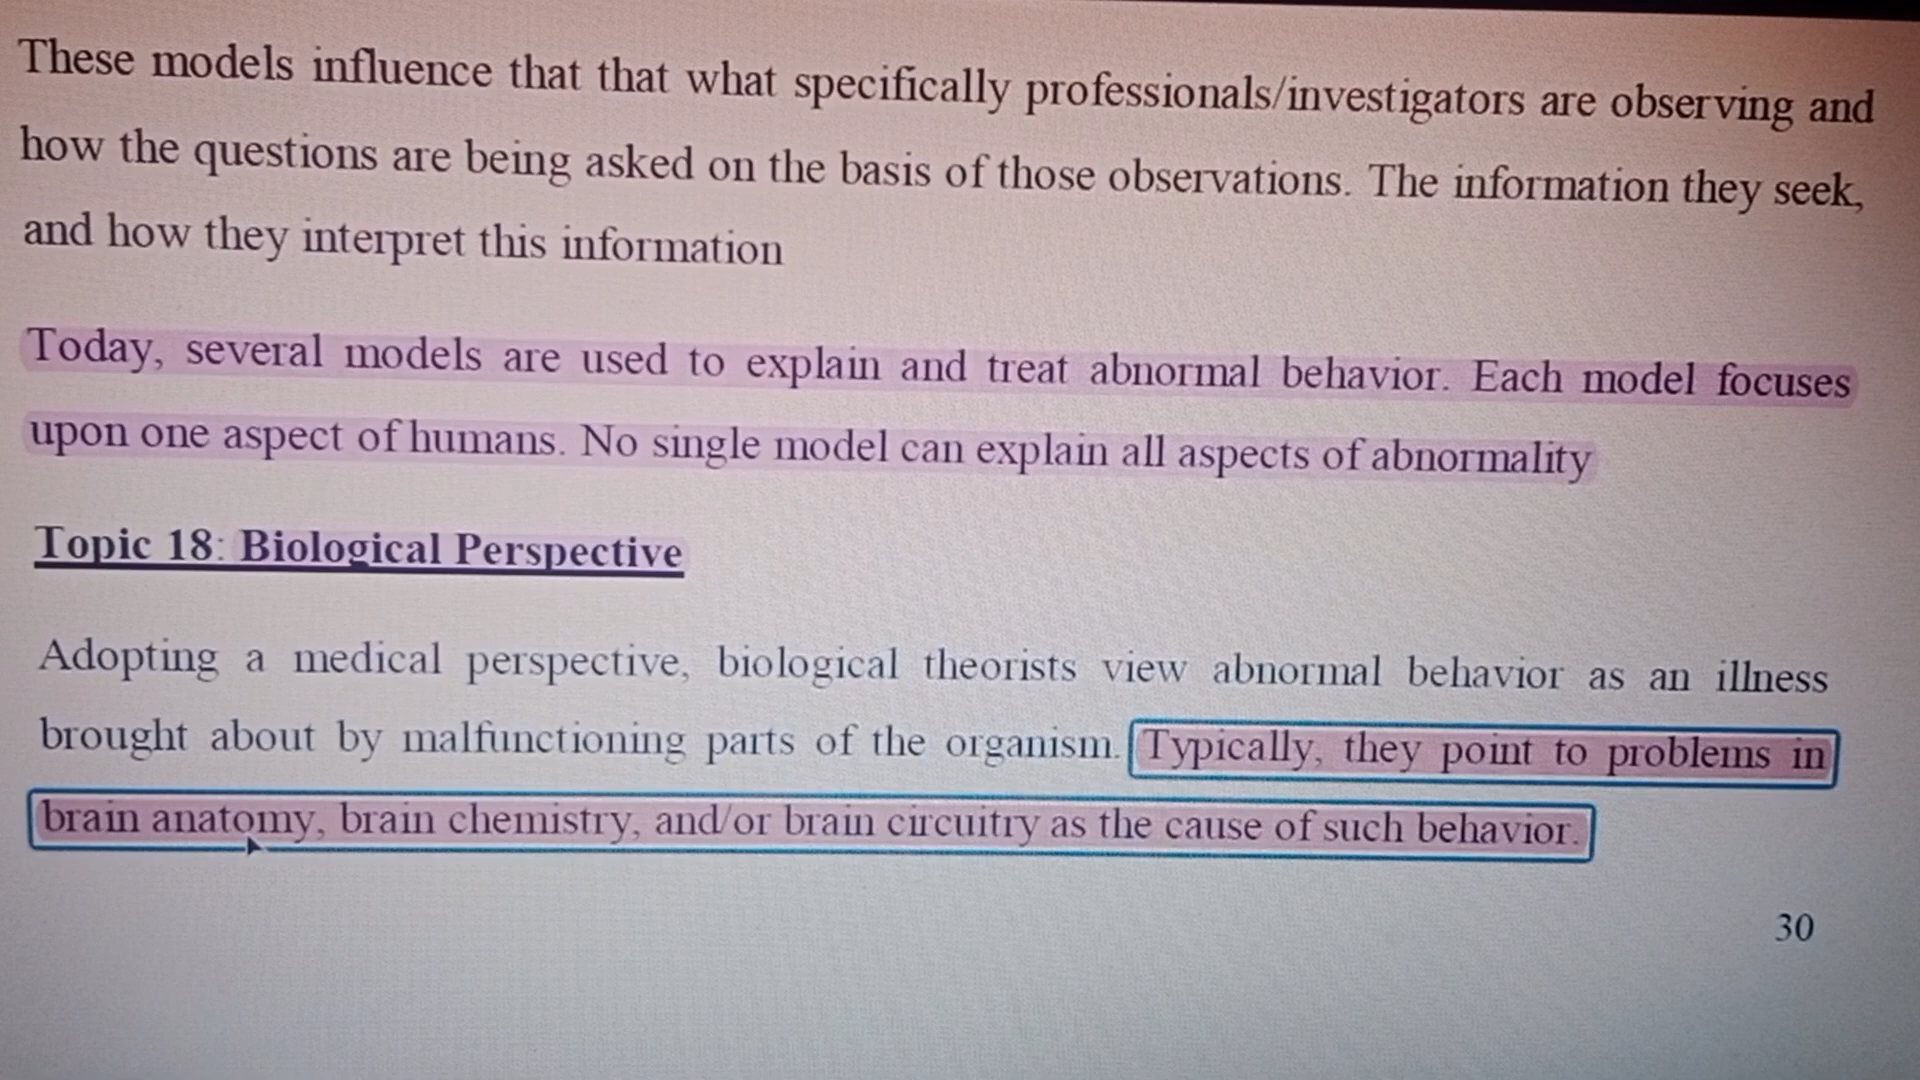 These models influence that that what specifically professionals/investigators are observing and
how the questions are being asked on the basis of those observations. The information they seek,
and how they interpret this information
Today, several models are used to explain and treat abnormal behavior. Each model focuses
upon one aspect of humans. No single model can explain all aspects of abnormality
Topic 18: Biological Perspective
Adopting a medical perspective, biological theorists view abnormal behavior as an illness
brought about by malfunctioning parts of the organism. Typically, they point to problems in
brain anatomy, brain chemistry, and/or brain circuitry as the cause of such behavior.
30